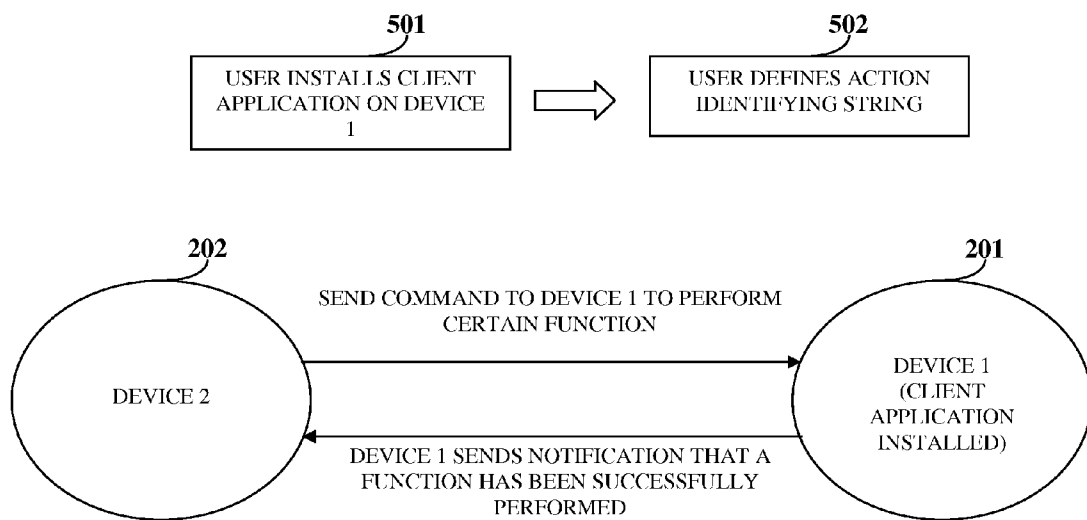 501
USER INSTALLS CLIENT
APPLICATION ON DEVICE
1
502
USER DEFINES ACTION
IDENTIFYING STRING
202
201
SEND COMMAND TO DEVICE 1 TO PERFORM
CERTAIN FUNCTION
DEVICE 2
DEVICE 1
(CLIENT
APPLICATION
INSTALLED)
DEVICE 1 SENDS NOTIFICATION THAT A
FUNCTION HAS BEEN SUCCESSFULLY
PERFORMED